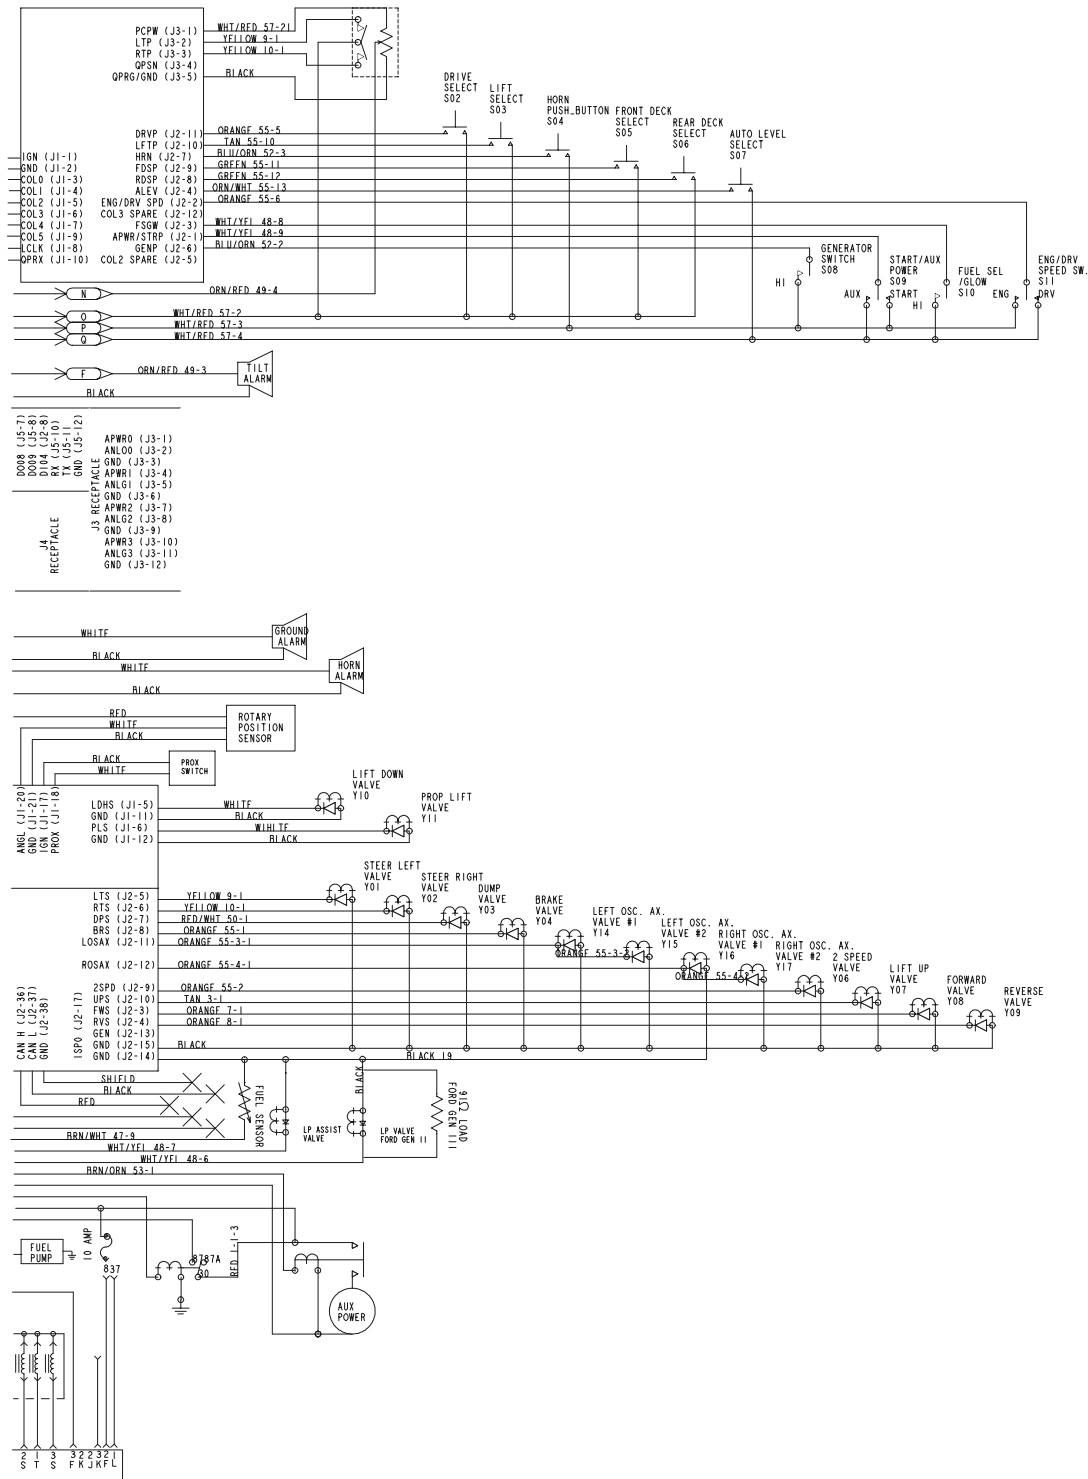 PCPW (J3-1)
LTP (J3-2)
RTP (J3-3)
QPSN (J3-4)
QPRG/GND (J3-5)
WHT/RED 57-21
YELLOW 9-1
YELLOW 10-1
BLACK
DRVP (J2-11)
LFTP (J2-10)
HRN (J2-7)
FDSP (J2-9)
RDSP (J2-8)
ALEV (J2-4)
ENG/DRV SPD (J2-2)
COL3 SPARE (J2-12)
FSGW (J2-3)
APWR/STRP (J2-1)
GENP (J2-6)
COL2 SPARE (J2-5)
IGN (J1-1)
GND (J1-2)
COL0 (J1-3)
COL1 (J1-4)
COL2 (J1-5)
COL3 (J1-6)
COL4 (J1-7)
COL5 (J1-9)
LCLK (J1-8)
QPRX (J1-10)
ORANGE 55-5
TAN 55-10
BLU/ORN 52-3
GREEN 55-11
GREEN 55-12
ORN/WHT 55-13
ORANGE 55-6
WHT/YEL 48-8
WHT/YEL 48-9
BLU/ORN 52-2
DRIVE
SELECT
S02
LIFT
SELECT
S03
HORN
PUSH_BUTTON
S04
FRONT DECK
SELECT
S05
REAR DECK
SELECT
S06
AUTO LEVEL
SELECT
S07
GENERATOR
SWITCH
S08
HI
START/AUX
POWER
S09
AUX
START
FUEL SEL
/GLOW
S10
HI
ENG/DRV
SPEED SW.
S11
ENG
DRV
N
ORN/RED 49-4
O
WHT/RED 57-2
P
WHT/RED 57-3
Q
WHT/RED 57-4
F
ORN/RED 49-3
TILT
ALARM
BLACK
DO08 (J5-7)
DO09 (J5-8)
DI04 (J2-8)
RX (J5-10)
TX (J5-11
GND (J5-12)
J3 RECEPTACLE
APWR0 (J3-1)
ANLO0 (J3-2)
GND (J3-3)
APWR1 (J3-4)
ANLG1 (J3-5)
GND (J3-6)
APWR2 (J3-7)
ANLG2 (J3-8)
GND (J3-9)
APWR3 (J3-10)
ANLG3 (J3-11)
GND (J3-12)
J4
RECEPTACLE
WHITE
BLACK
GROUND
ALARM
WHITE
BLACK
HORN
ALARM
RED
WHITE
BLACK
ROTARY
POSITION
SENSOR
BLACK
WHITE
PROX
SWITCH
ANGL (J1-20)
GND (J1-21)
IGN (J1-17)
PROX (J1-18)
LDHS (J1-5)
GND (J1-11)
PLS (J1-6)
GND (J1-12)
WHITE
BLACK
WIHITE
BLACK
LIFT DOWN
VALVE
Y10
PROP LIFT
VALVE
Y11
LTS (J2-5)
RTS (J2-6)
DPS (J2-7)
BRS (J2-8)
LOSAX (J2-11)
ROSAX (J2-12)
2SPD (J2-9)
UPS (J2-10)
FWS (J2-3)
RVS (J2-4)
GEN (J2-13)
GND (J2-15)
GND (J2-14)
CAN H (J2-36)
CAN L (J2-37)
GND (J2-38)
ISPO (J2-17)
YELLOW 9-1
YELLOW 10-1
RED/WHT 50-1
ORANGE 55-1
ORANGE 55-3-1
ORANGE 55-4-1
ORANGE 55-2
TAN 3-1
ORANGE 7-1
ORANGE 8-1
BLACK
BLACK 19
STEER LEFT
VALVE
Y01
STEER RIGHT
VALVE
Y02
DUMP
VALVE
Y03
BRAKE
VALVE
Y04
LEFT OSC. AX.
VALVE #1
Y14
ORANGE 55-3-2
LEFT OSC. AX.
VALVE #2
Y15
RIGHT OSC. AX.
VALVE #1
Y16
ORANGE 55-4-2
RIGHT OSC. AX.
VALVE #2
Y17
2 SPEED
VALVE
Y06
LIFT UP
VALVE
Y07
FORWARD
VALVE
Y08
REVERSE
VALVE
Y09
SHIELD
BLACK
RED
BRN/WHT 47-9
WHT/YEL 48-7
WHT/YEL 48-6
BRN/ORN 53-1
FUEL SENSOR
LP ASSIST
VALVE
BLACK
LP VALVE
FORD GEN II
91Ω LOAD
FORD GEN III
FUEL
PUMP
10 AMP
837
8787A
30
RED 1-1-3
AUX
POWER
2 S
1 T
3 S
3 F
2 K
2 J
3 K
2 F
1 L